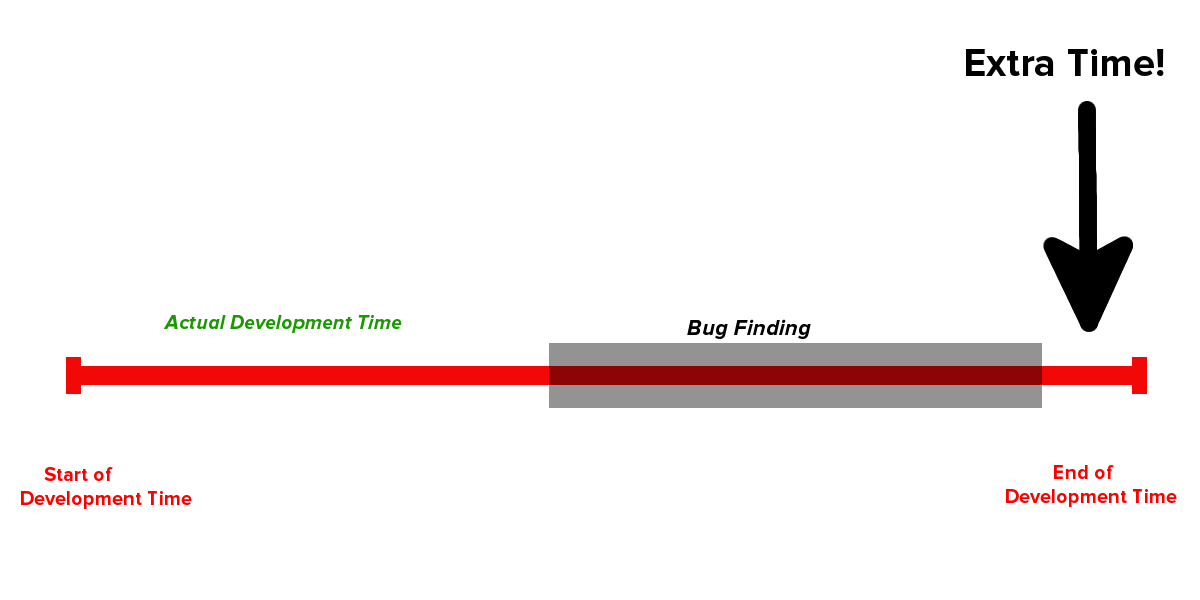 Extra Time!
Actual Development Time
Bug Finding
Start of
Development Time
End of
Development Time